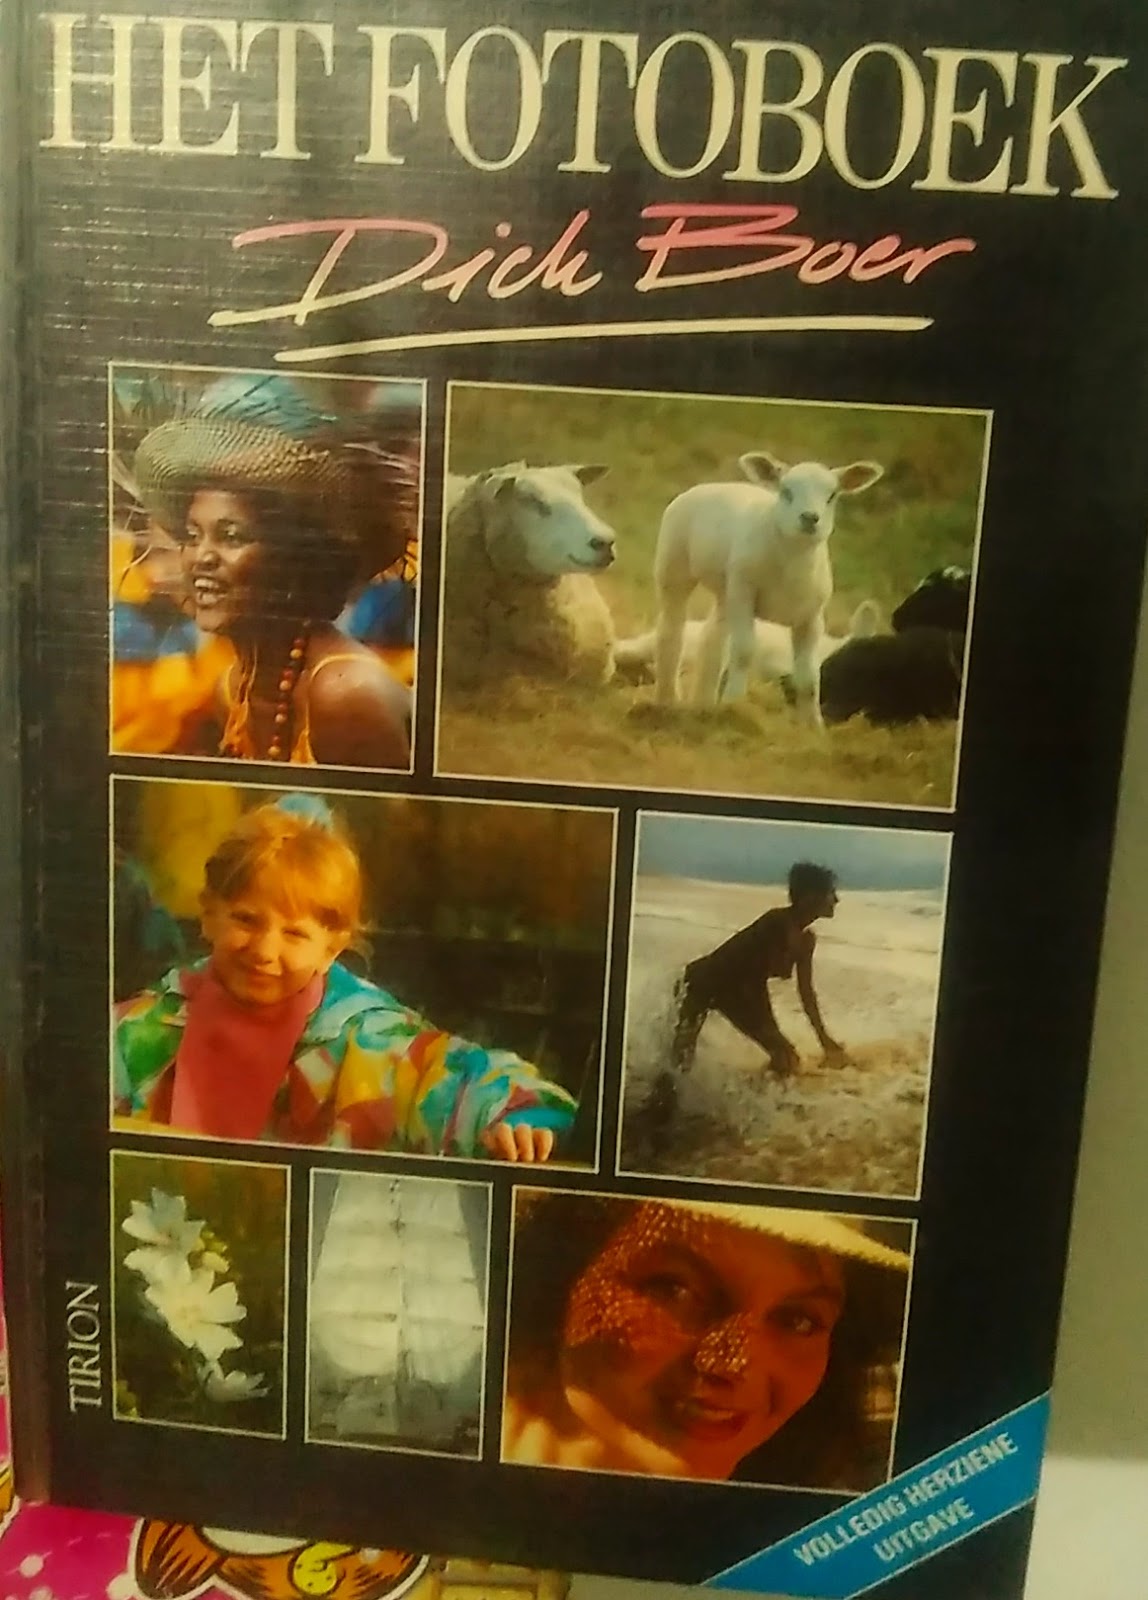 HET FOTOBOEK
Dick Boer
TIRION
VOLLEDIG HERZIENE
UITGAVE